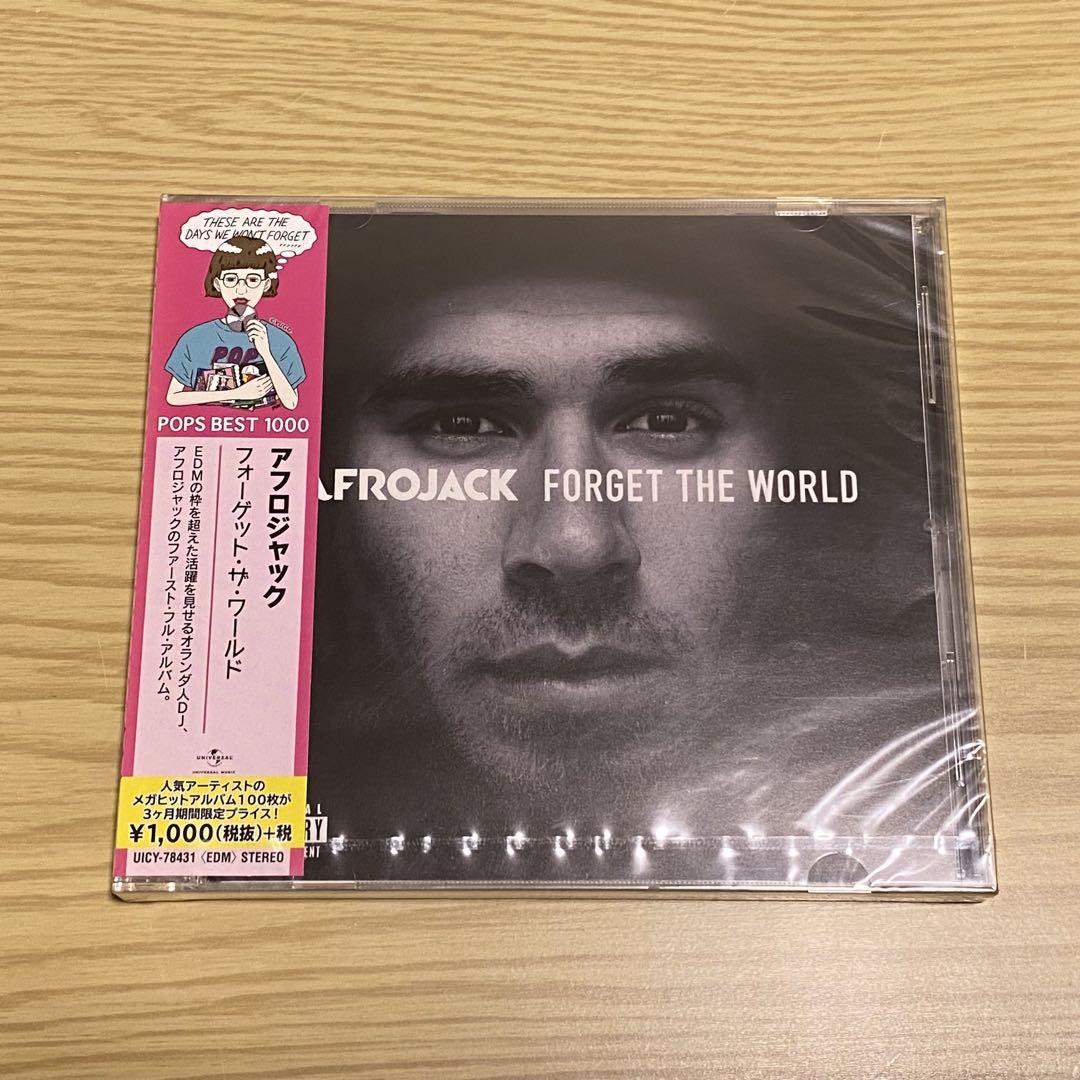 THESE ARE THE
DAYS WE WON'T FORGET
POP
POPS BEST 1000
アフロジャック
フォーゲット・ザ・ワールド
EDMの枠を超えた活躍を見せるオランダ人DJ、
アフロジャックのファースト・フル・アルバム。
UNIVERSAL
UNIVERSAL MUSIC
人気アーティストの
メガヒットアルバム100枚が
3ヶ月期間限定プライス!
¥1,000(税抜)+税
UICY-78431〈EDM〉STEREO
AFROJACK FORGET THE WORLD